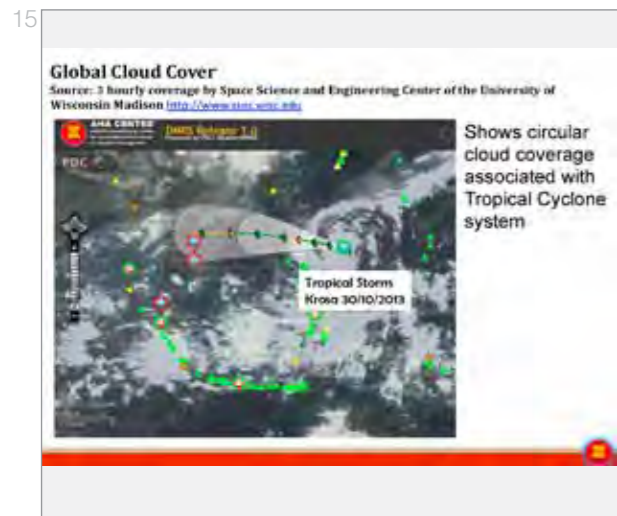 15
Global Cloud Cover
Source: 3 hourly coverage by Space Science and Engineering Center of the University of
Wisconsin Madison http://www.ssec.wisc.edu
AHA CENTRE
PDC
Shows circular
cloud coverage
associated with
Tropical Cyclone
system
Tropical Storms
Krosa 30/10/2013